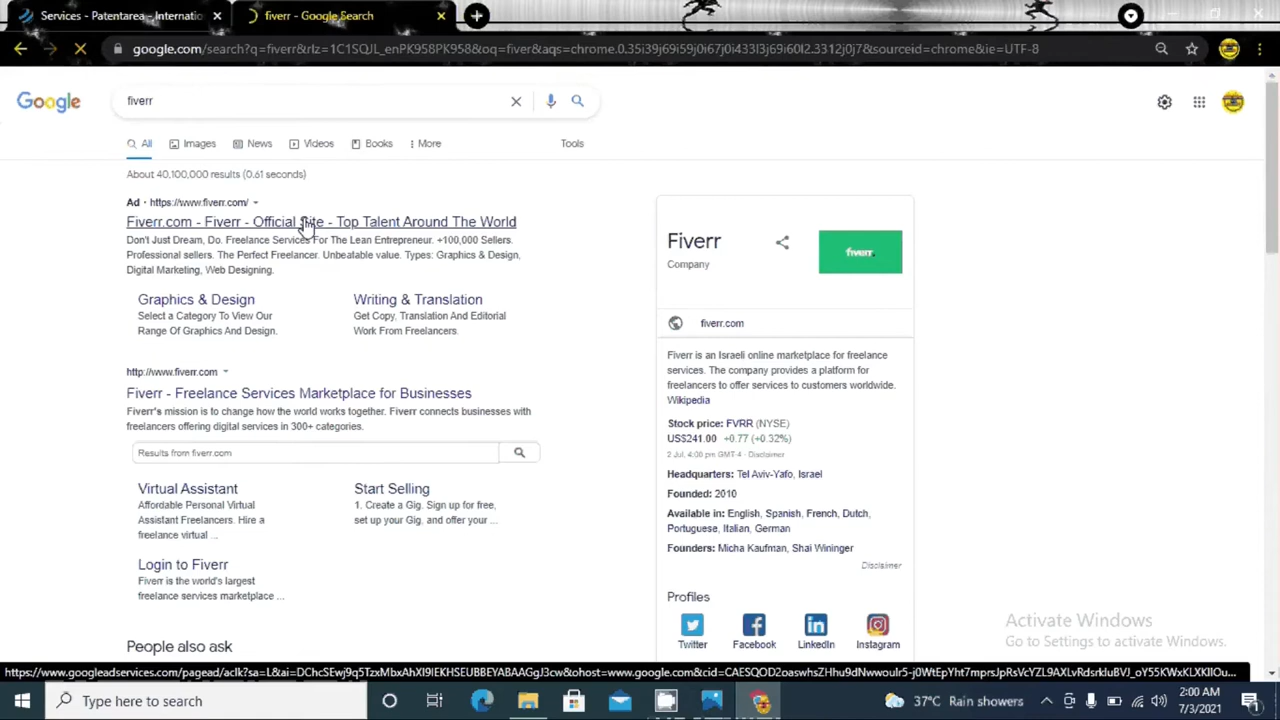 Services - Patentarea - Internatio
fiverr - Google Search
google.com/search?q=fiverr&rlz=1C1SQJL_enPK958PK958&oq=fiver&aqs=chrome.0.35i39j69i59j0i67j0i433l3j69i60l2.3312j0j7&sourceid=chrome&ie=UTF-8
Google
fiverr
All
Images
News
Videos
Books
More
Tools
About 40,100,000 results (0.61 seconds)
Ad · https://www.fiverr.com/
Fiverr.com - Fiverr - Official Site - Top Talent Around The World
Don't Just Dream, Do. Freelance Services For The Lean Entrepreneur. +100,000 Sellers.
Professional sellers. The Perfect Freelancer. Unbeatable value. Types: Graphics & Design,
Digital Marketing, Web Designing.
Graphics & Design
Select a Category To View Our
Range Of Graphics And Design.
Writing & Translation
Get Copy, Translation And Editorial
Work From Freelancers.
http://www.fiverr.com
Fiverr - Freelance Services Marketplace for Businesses
Fiverr's mission is to change how the world works together. Fiverr connects businesses with
freelancers offering digital services in 300+ categories.
Results from fiverr.com
Virtual Assistant
Affordable Personal Virtual
Assistant Freelancers. Hire a
freelance virtual ...
Start Selling
1. Create a Gig. Sign up for free,
set up your Gig, and offer your ...
Login to Fiverr
Fiverr is the world's largest
freelance services marketplace ...
People also ask
Fiverr
Company
fiverr.
fiverr.com
Fiverr is an Israeli online marketplace for freelance
services. The company provides a platform for
freelancers to offer services to customers worldwide.
Wikipedia
Stock price: FVRR (NYSE)
US$241.00 +0.77 (+0.32%)
2 Jul, 4:00 pm GMT-4 · Disclaimer
Headquarters: Tel Aviv-Yafo, Israel
Founded: 2010
Available in: English, Spanish, French, Dutch,
Portuguese, Italian, German
Founders: Micha Kaufman, Shai Wininger
Disclaimer
Profiles
Twitter
Facebook
LinkedIn
Instagram
Activate Windows
Go to Settings to activate Windows.
Type here to search
37°C Rain showers
2:00 AM
7/3/2021
1